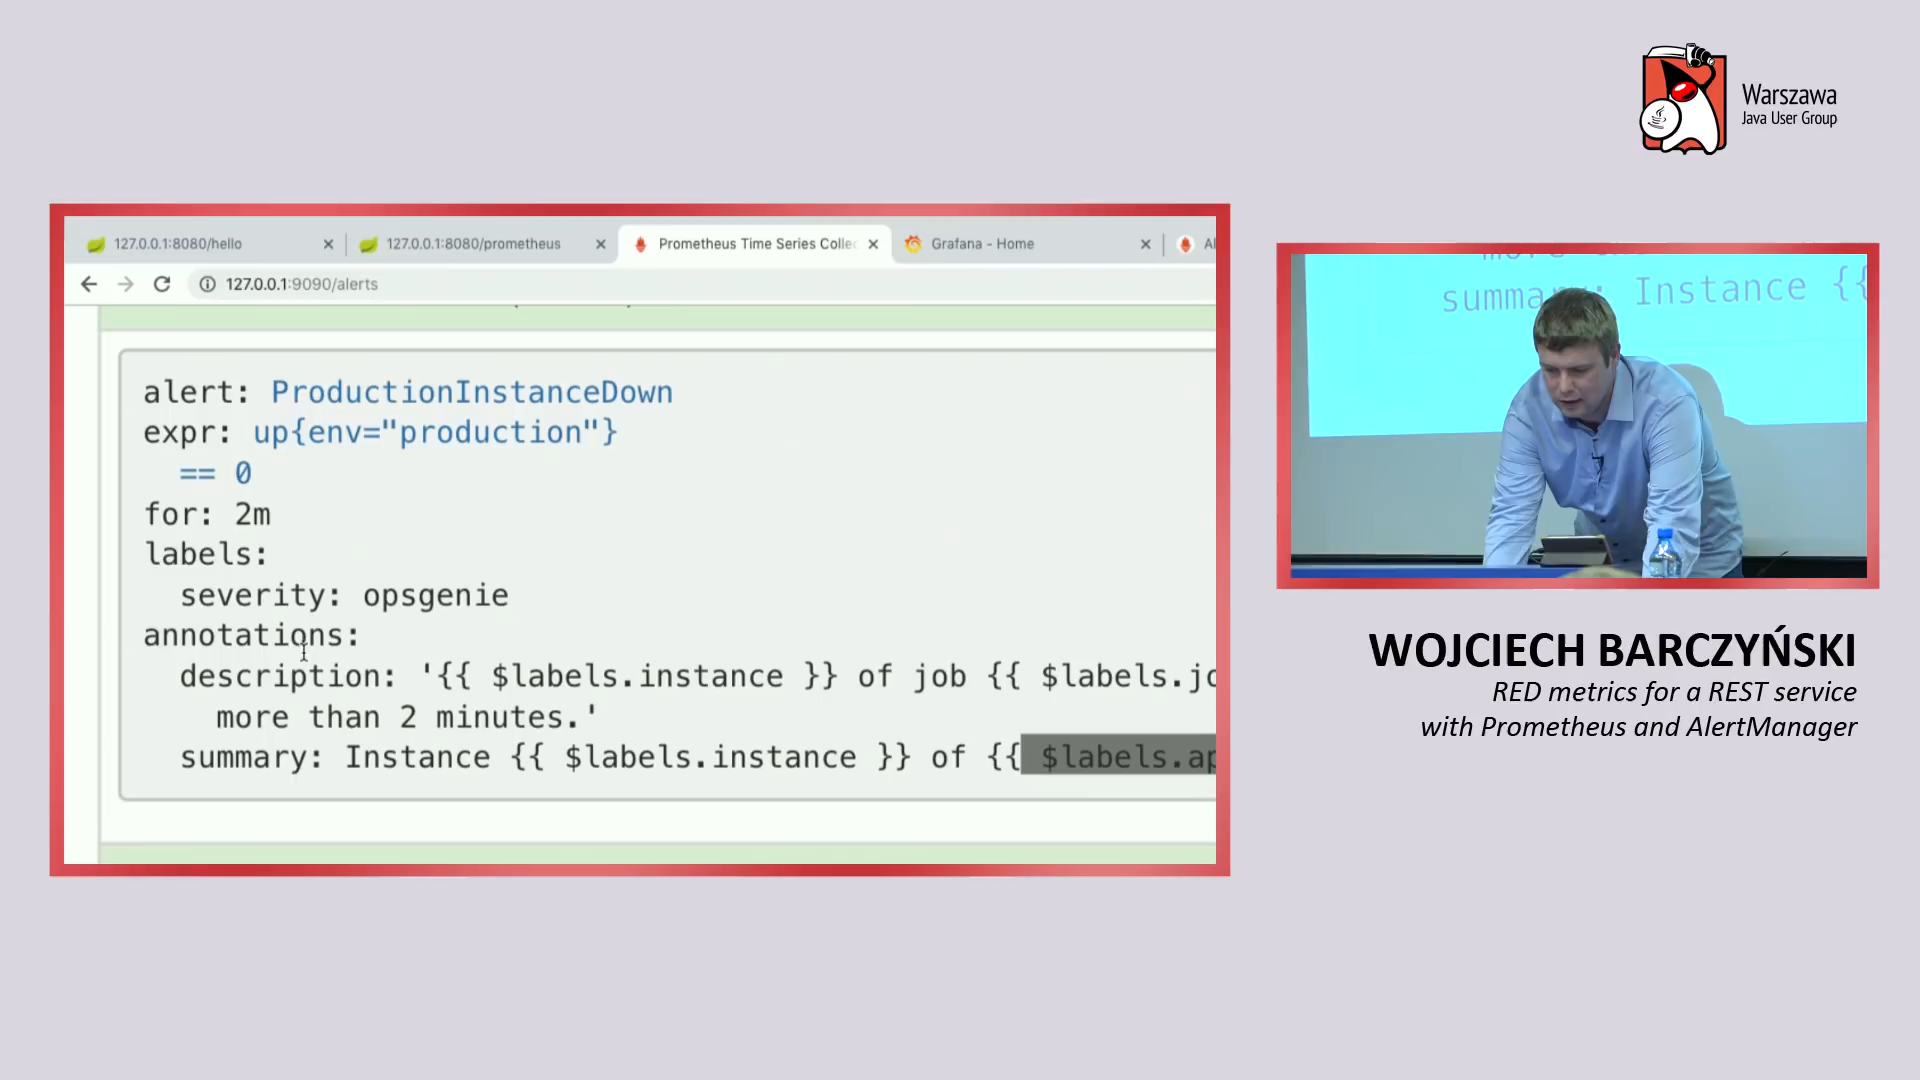 Warszawa
Java User Group
127.0.0.1:8080/hello
127.0.0.1:8080/prometheus
Prometheus Time Series Collec
Grafana - Home
Al
127.0.0.1:9090/alerts
alert: ProductionInstanceDown
expr: up{env="production"}
== 0
for: 2m
labels:
severity: opsgenie
annotations:
description: '{{ $labels.instance }} of job {{ $labels.jo
more than 2 minutes.'
summary: Instance {{ $labels.instance }} of {{ $labels.ap
summary: Instance {{
WOJCIECH BARCZYŃSKI
RED metrics for a REST service
with Prometheus and AlertManager